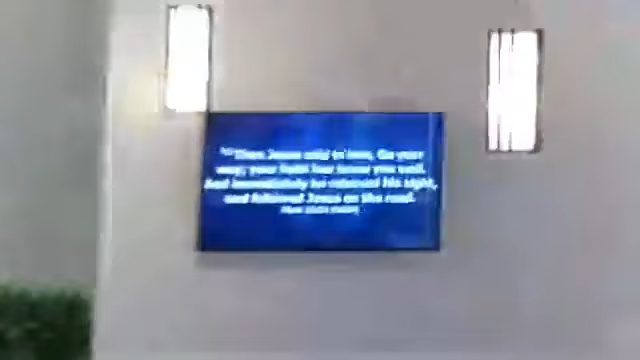 Then Jesus said to him, Go your
way; your faith has made you well.
And immediately he received his sight,
and followed Jesus on the road.